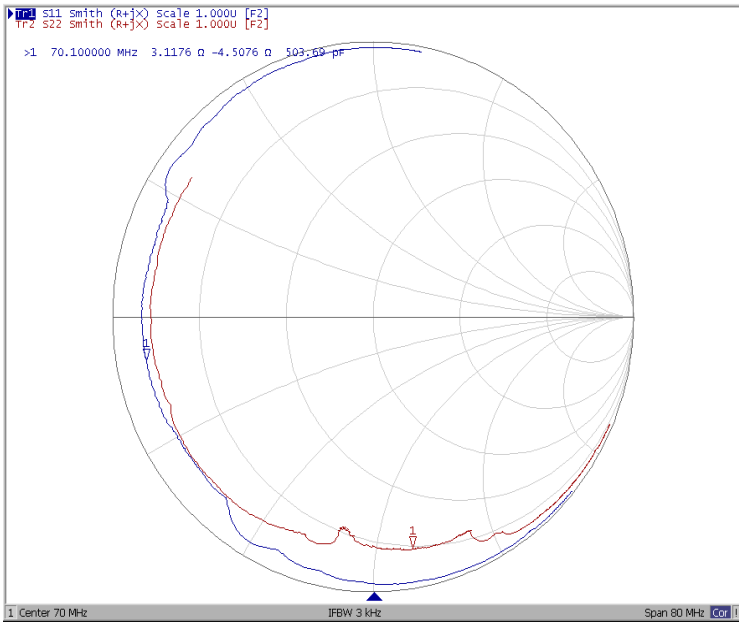 Tr1 S11 Smith (R+jX) Scale 1.000U [F2]
Tr2 S22 Smith (R+jX) Scale 1.000U [F2]
>1 70.100000 MHz 3.1176 Ω -4.5076 Ω 503.69 pF
1
1
1 Center 70 MHz IFBW 3 kHz Span 80 MHz Cor !